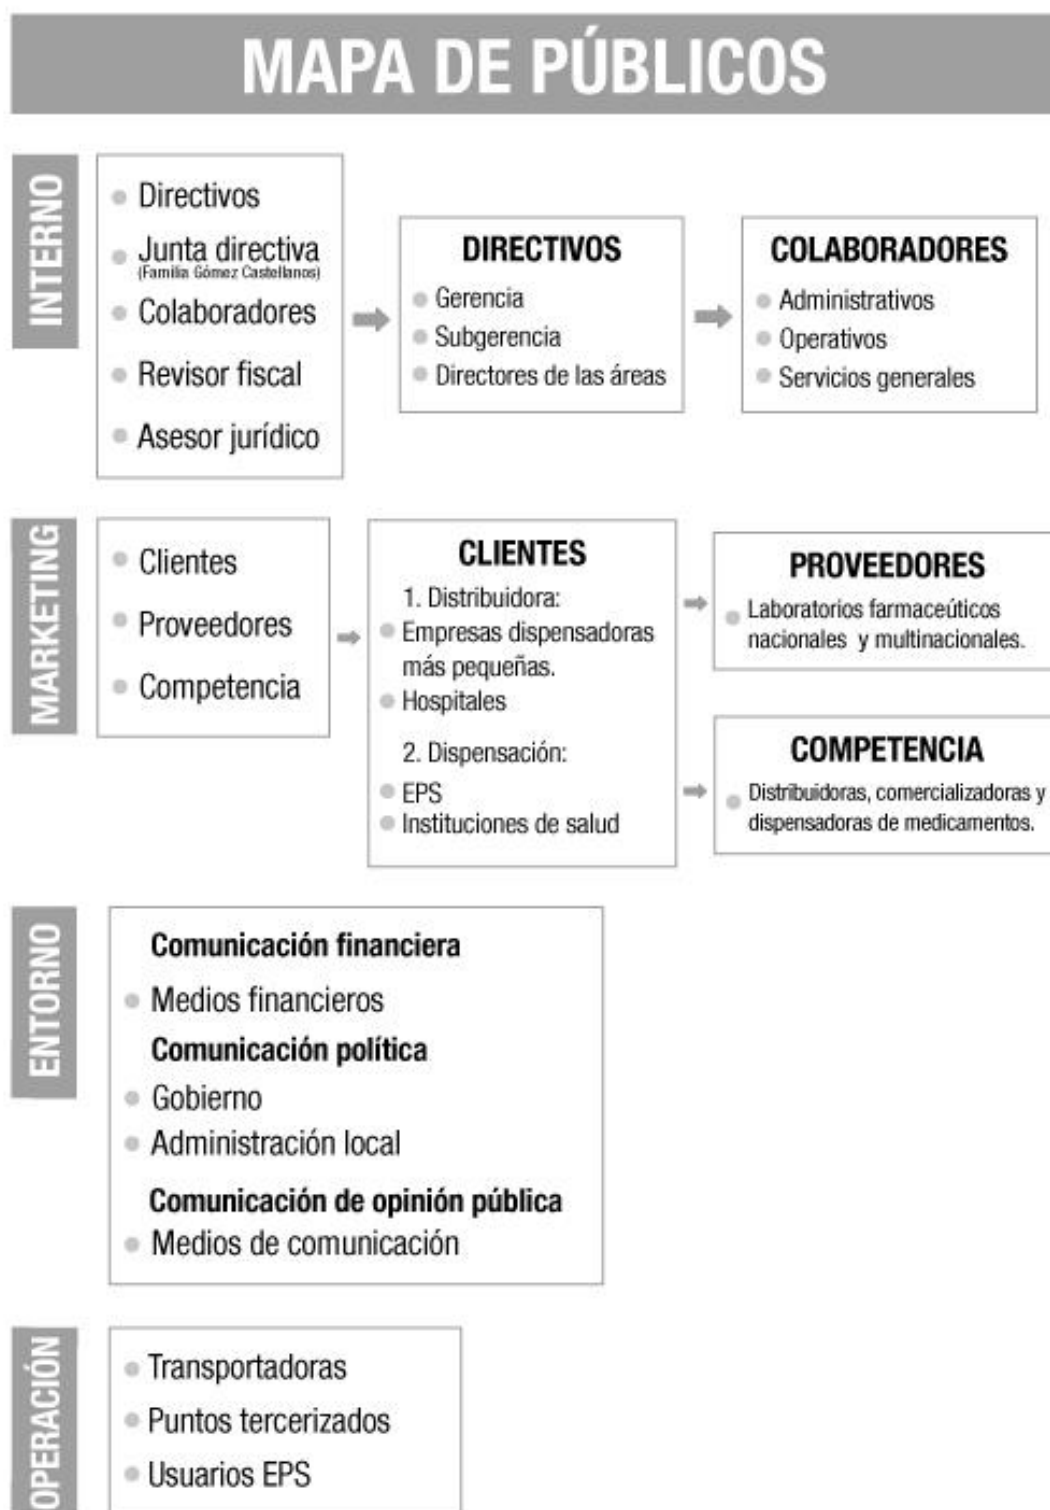 MAPA DE PÚBLICOS
INTERNO
Directivos
Junta directiva
(Familia Gómez Castellanos)
Colaboradores
Revisor fiscal
Asesor jurídico
DIRECTIVOS
Gerencia
Subgerencia
Directores de las áreas
COLABORADORES
Administrativos
Operativos
Servicios generales
MARKETING
Clientes
Proveedores
Competencia
CLIENTES
1. Distribuidora:
Empresas dispensadoras
más pequeñas.
Hospitales
2. Dispensación:
EPS
Instituciones de salud
PROVEEDORES
Laboratorios farmaceúticos
nacionales y multinacionales.
COMPETENCIA
Distribuidoras, comercializadoras y
dispensadoras de medicamentos.
ENTORNO
Comunicación financiera
Medios financieros
Comunicación política
Gobierno
Administración local
Comunicación de opinión pública
Medios de comunicación
OPERACIÓN
Transportadoras
Puntos tercerizados
Usuarios EPS